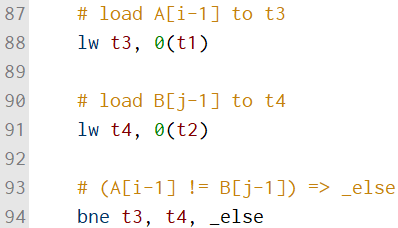 87 # load A[i-1] to t3
88 lw t3, 0(t1)
89
90 # load B[j-1] to t4
91 lw t4, 0(t2)
92
93 # (A[i-1] != B[j-1]) => _else
94 bne t3, t4, _else